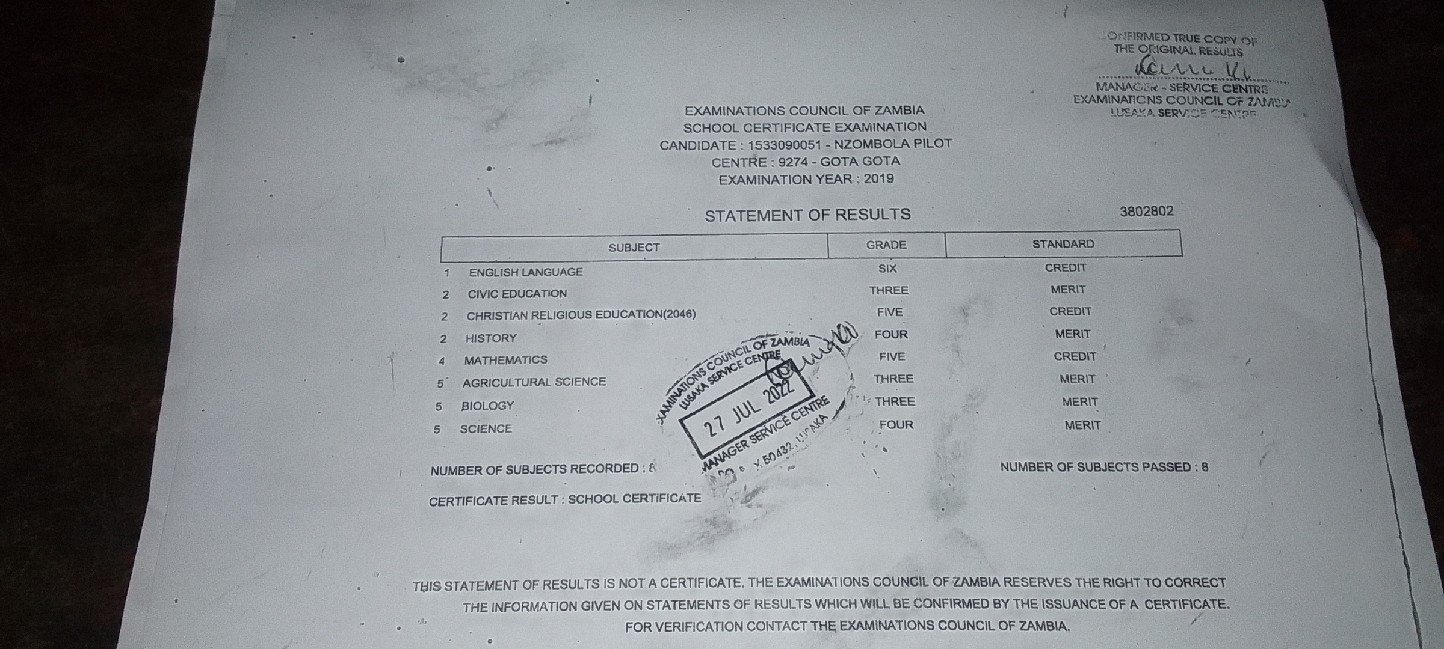 CONFIRMED TRUE COPY OF
THE ORIGINAL RESULTS
MANAGER - SERVICE CENTRE
EXAMINATIONS COUNCIL OF ZAMBIA
LUSAKA SERVICE CENTRE
EXAMINATIONS COUNCIL OF ZAMBIA
SCHOOL CERTIFICATE EXAMINATION
CANDIDATE : 1533090051 - NZOMBOLA PILOT
CENTRE : 9274 - GOTA GOTA
EXAMINATION YEAR : 2019
STATEMENT OF RESULTS 3802802
SUBJECT GRADE STANDARD
1 ENGLISH LANGUAGE SIX CREDIT
2 CIVIC EDUCATION THREE MERIT
2 CHRISTIAN RELIGIOUS EDUCATION(2046) FIVE CREDIT
2 HISTORY FOUR MERIT
4 MATHEMATICS FIVE CREDIT
5 AGRICULTURAL SCIENCE THREE MERIT
5 BIOLOGY THREE MERIT
5 SCIENCE FOUR MERIT
EXAMINATIONS COUNCIL OF ZAMBIA
LUSAKA SERVICE CENTRE
27 JUL 2022
MANAGER SERVICE CENTRE
50432, LUSAKA
NUMBER OF SUBJECTS RECORDED : 8 NUMBER OF SUBJECTS PASSED : 8
CERTIFICATE RESULT : SCHOOL CERTIFICATE
THIS STATEMENT OF RESULTS IS NOT A CERTIFICATE. THE EXAMINATIONS COUNCIL OF ZAMBIA RESERVES THE RIGHT TO CORRECT
THE INFORMATION GIVEN ON STATEMENTS OF RESULTS WHICH WILL BE CONFIRMED BY THE ISSUANCE OF A CERTIFICATE.
FOR VERIFICATION CONTACT THE EXAMINATIONS COUNCIL OF ZAMBIA.